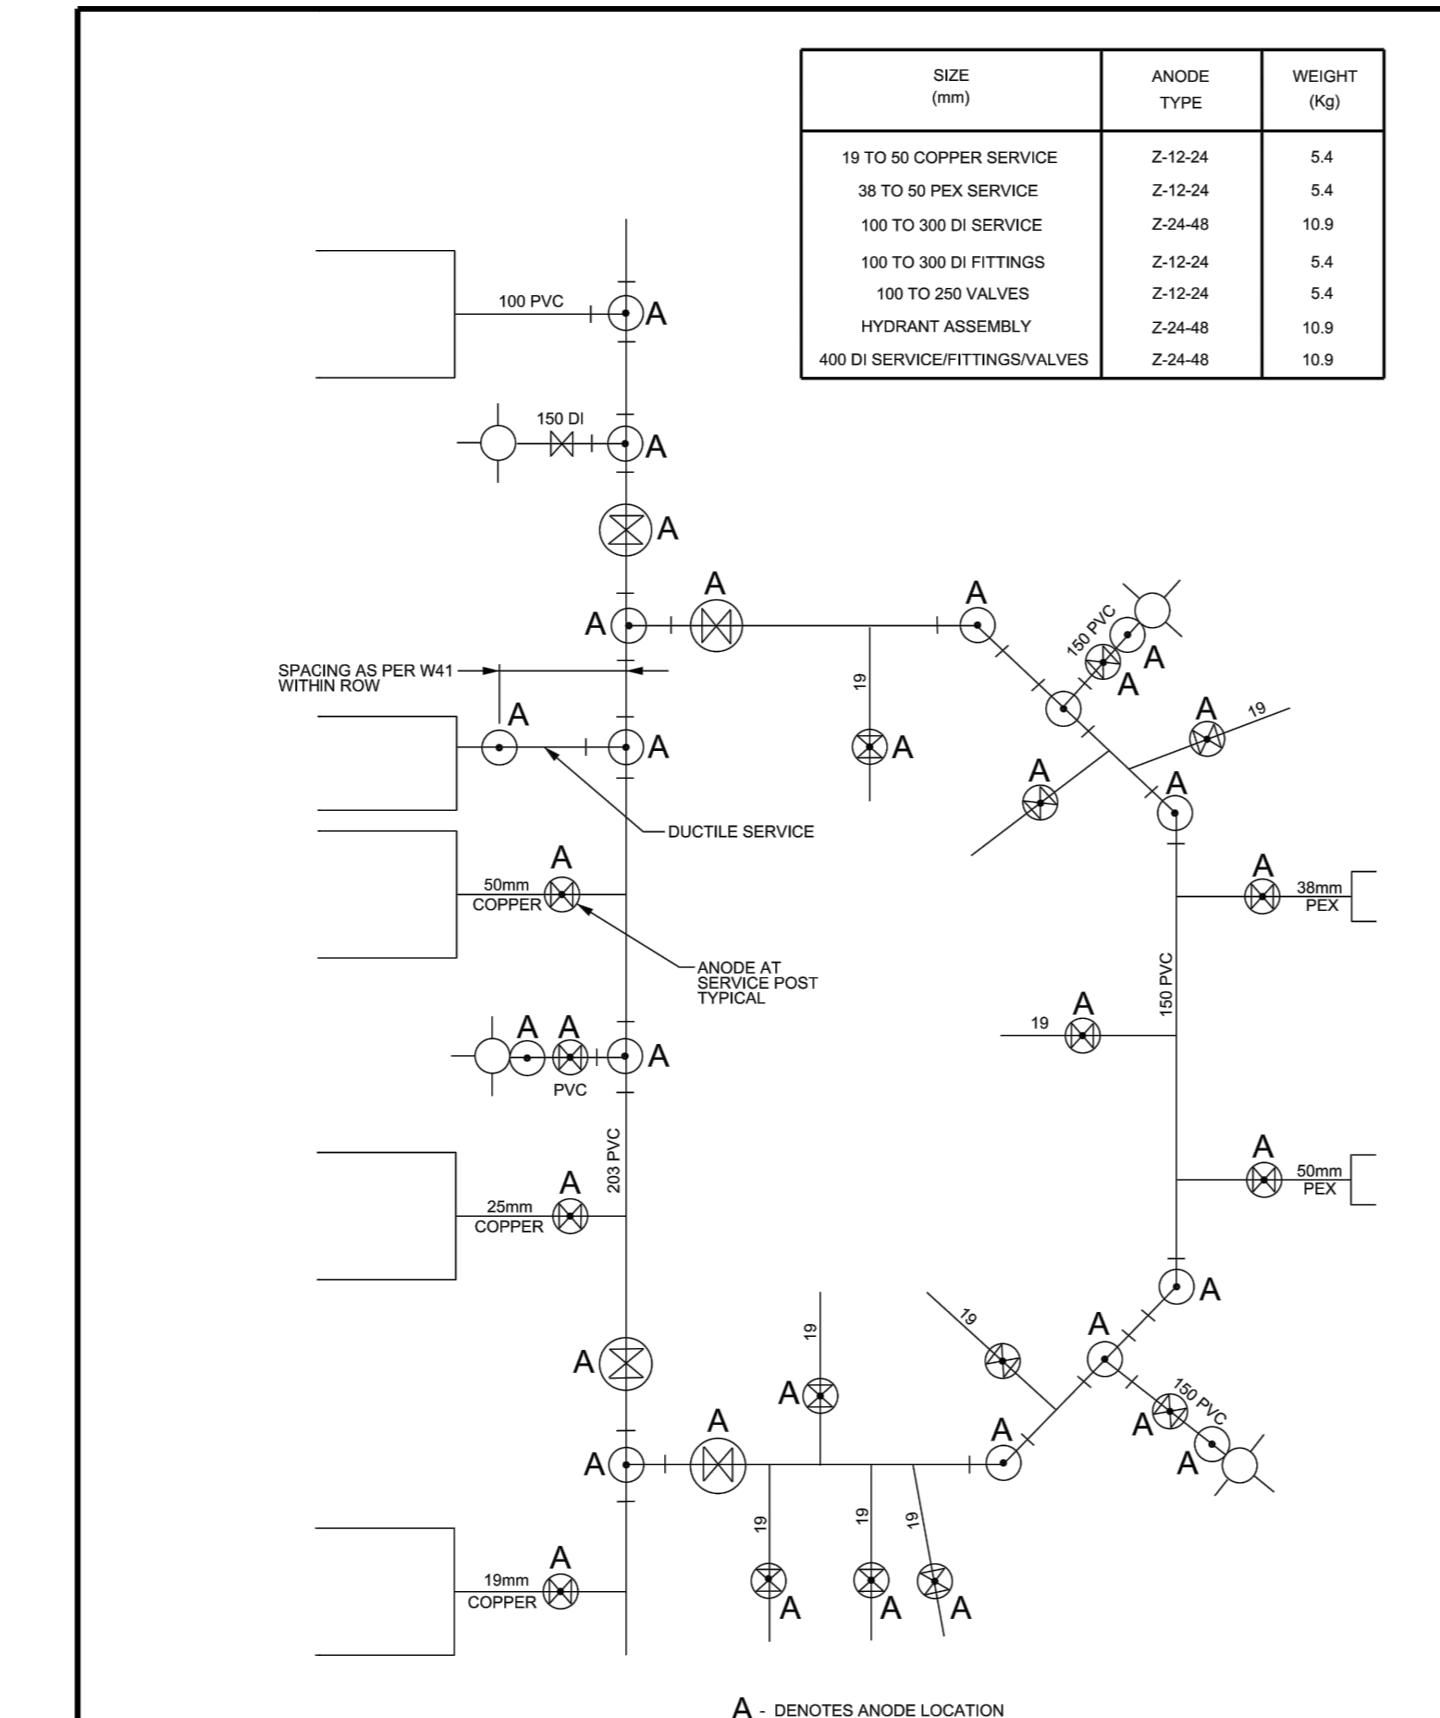 SIZE
(mm)
ANODE
TYPE
WEIGHT
(Kg)
19 TO 50 COPPER SERVICE Z-12-24 5.4
38 TO 50 PEX SERVICE Z-12-24 5.4
100 TO 300 DI SERVICE Z-24-48 10.9
100 TO 300 DI FITTINGS Z-12-24 5.4
100 TO 250 VALVES Z-12-24 5.4
HYDRANT ASSEMBLY Z-24-48 10.9
400 DI SERVICE/FITTINGS/VALVES Z-24-48 10.9
100 PVC
A
150 DI
A
A
A
A
A
150 PVC
A
A
SPACING AS PER W41
WITHIN ROW
19
A
A
A
A
19
A
A
A
DUCTILE SERVICE
A
50mm
COPPER
A
38mm
PEX
ANODE AT
SERVICE POST
TYPICAL
150 PVC
A
19
A
A
A
PVC
203 PVC
A
25mm
COPPER
A
50mm
PEX
A
19
19
A
A
A
150 PVC
A
A
A
A
A
A
19
19
19
A
19mm
COPPER
A
A
A
A - DENOTES ANODE LOCATION